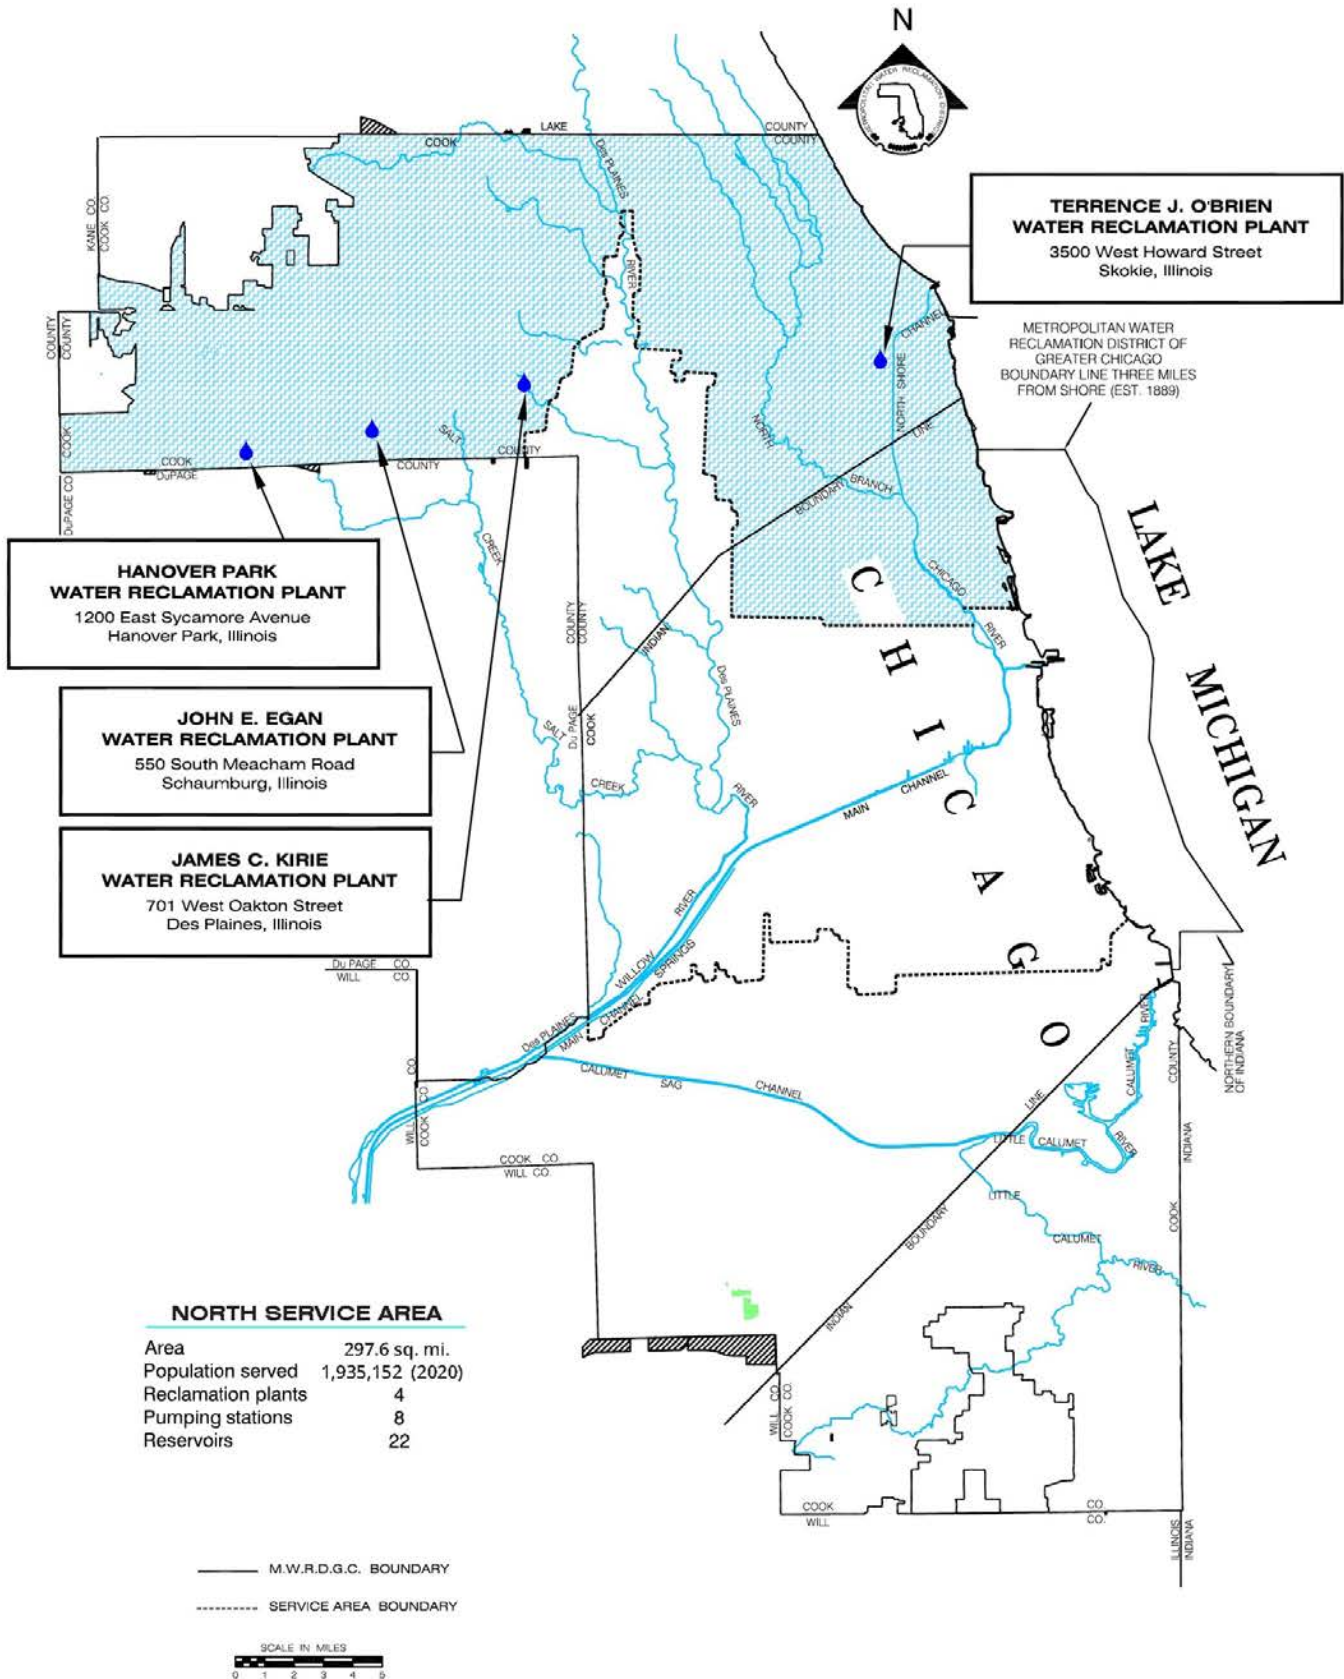 N
METROPOLITAN WATER RECLAMATION DISTRICT
LAKE COUNTY
COOK COUNTY
KANE CO.
COOK CO.
Des PLAINES
RIVER
TERRENCE J. O'BRIEN
WATER RECLAMATION PLANT
3500 West Howard Street
Skokie, Illinois
METROPOLITAN WATER
RECLAMATION DISTRICT OF
GREATER CHICAGO
BOUNDARY LINE THREE MILES
FROM SHORE (EST. 1889)
NORTH SHORE
CHANNEL
COUNTY
COUNTY
COOK
DuPAGE CO.
COOK COUNTY
DuPAGE COUNTY
SALT
CREEK
NORTH
BRANCH
CHICAGO
RIVER
INDIAN
BOUNDARY
LINE
HANOVER PARK
WATER RECLAMATION PLANT
1200 East Sycamore Avenue
Hanover Park, Illinois
JOHN E. EGAN
WATER RECLAMATION PLANT
550 South Meacham Road
Schaumburg, Illinois
JAMES C. KIRIE
WATER RECLAMATION PLANT
701 West Oakton Street
Des Plaines, Illinois
COUNTY
COUNTY
Du PAGE
COOK
SALT
CREEK
Des PLAINES
RIVER
CHICAGO
LAKE
MICHIGAN
MAIN
CHANNEL
RIVER
WILLOW
SPRINGS
Des PLAINES
MAIN
CHANNEL
Du PAGE CO.
WILL CO.
CO.
CO.
WILL
COOK
COOK CO.
WILL CO.
CALUMET
SAG
CHANNEL
LITTLE
CALUMET
RIVER
CALUMET
RIVER
LITTLE
CALUMET
RIVER
INDIAN
BOUNDARY
LINE
COUNTY
INDIANA
COOK
NORTHERN BOUNDARY
OF INDIANA
WILL CO.
COOK CO.
COOK CO.
WILL CO.
ILLINOIS
INDIANA
NORTH SERVICE AREA
Area 297.6 sq. mi.
Population served 1,935,152 (2020)
Reclamation plants 4
Pumping stations 8
Reservoirs 22
M.W.R.D.G.C. BOUNDARY
SERVICE AREA BOUNDARY
SCALE IN MILES
0 1 2 3 4 5